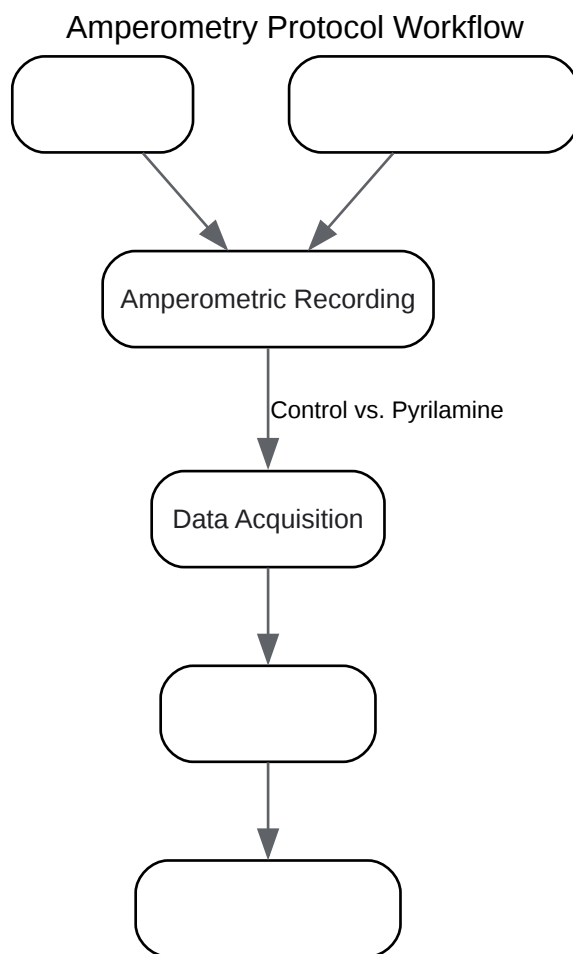 Amperometry Protocol Workflow
Amperometric Recording
Control vs. Pyrilamine
Data Acquisition